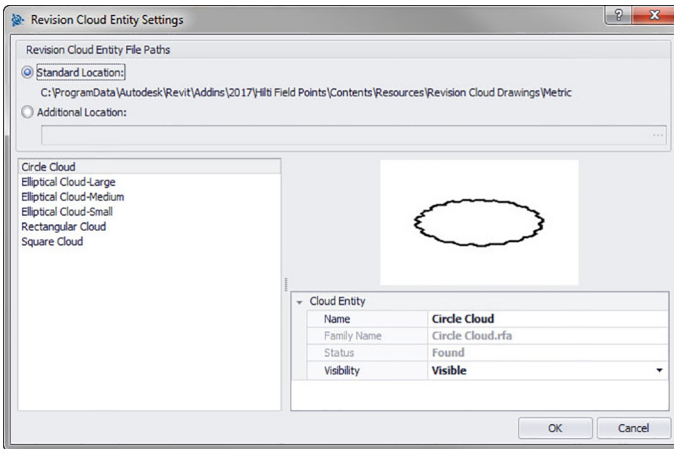 Revision Cloud Entity Settings
Revision Cloud Entity File Paths
Standard Location:
C:\ProgramData\Autodesk\Revit\Addins\2017\Hilti Field Points\Contents\Resources\Revision Cloud Drawings\Metric
Additional Location:
Circle Cloud
Elliptical Cloud-Large
Elliptical Cloud-Medium
Elliptical Cloud-Small
Rectangular Cloud
Square Cloud
Cloud Entity
Name Circle Cloud
Family Name Circle Cloud.rfa
Status Found
Visibility Visible
OK Cancel